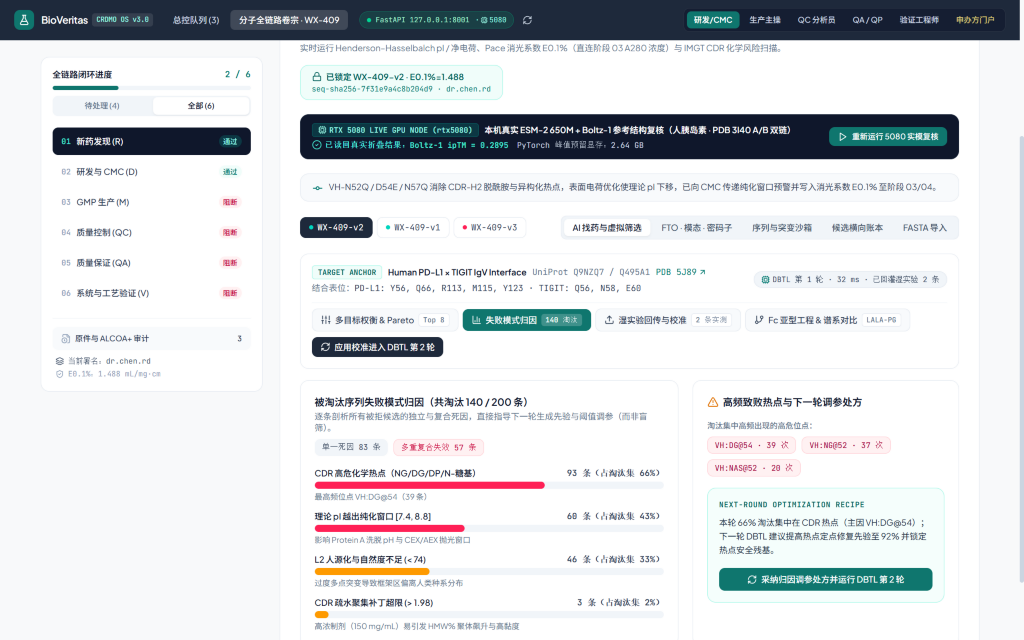 BioVeritas CROMO OS v3.0 总控队列 (3) 分子全链路卷宗 · WX-409 FastAPI 127.0.0.1:8001 · 5080 研发/CMC 生产主操 QC 分析员 QA / QP 验证工程师 申办方门户
实时运行 Henderson-Hasselbalch pI / 净电荷、Pace 消光系数 E0.1%（直连阶段 03 A280 浓度）与 IMGT CDR 化学风险扫描。
已锁定 WX-409-v2 · E0.1%=1.488
seq-sha256-7f31e9a4c8b204d9 · dr.chen.rd
全链路闭环进度 2 / 6
待处理 (4) 全部 (6)
01 新药发现 (R) 通过
02 研发与 CMC (D) 通过
03 GMP 生产 (M) 阻断
04 质量控制 (QC) 阻断
05 质量保证 (QA) 阻断
06 系统与工艺验证 (V) 阻断
原件与 ALCOA+ 审计 3
当前署名: dr.chen.rd
E0.1%: 1.488 mL/mg·cm
RTX 5080 LIVE GPU NODE (rtx5080) 本机真实 ESM-2 650M + Boltz-1 参考结构复核（人胰岛素 · PDB 3I40 A/B 双链）
已读回真实折叠结果: Boltz-1 ipTM = 0.2895 PyTorch 峰值预留显存: 2.64 GB
重新运行 5080 实模复核
VH-N52Q / D54E / N57Q 消除 CDR-H2 脱酰胺与异构化热点，表面电荷优化使理论 pI 下移，已向 CMC 传递纯化窗口预警并写入消光系数 E0.1% 至阶段 03/04。
WX-409-v2 WX-409-v1 WX-409-v3 AI 找药与虚拟筛选 FTO · 模态 · 密码子 序列与突变沙箱 候选横向账本 FASTA 导入
TARGET ANCHOR Human PD-L1 × TIGIT IgV Interface UniProt Q9NZQ7 / Q495A1 PDB 5J89
结合表位: PD-L1: Y56, Q66, R113, M115, Y123 · TIGIT: Q56, N58, E60
DBTL 第 1 轮 · 32 ms · 已回灌湿实验 2 条
多目标权衡 & Pareto Top 8 失败模式归因 140 淘汰 湿实验回传与校准 2 条实测 Fc 亚型工程 & 谱系对比 LALA-PG
应用校准进入 DBTL 第 2 轮
被淘汰序列失败模式归因（共淘汰 140 / 200 条）
逐条剖析所有被拒候选的独立与复合死因，直接指导下一轮生成先验与阈值调参（而非盲
筛）。
单一死因 83 条 多重复合失效 57 条
CDR 高危化学热点（NG/DG/DP/N-糖基） 93 条（占淘汰集 66%）
最高频位点 VH:DG@54（39 条）
理论 pI 越出纯化窗口 [7.4, 8.8] 60 条（占淘汰集 43%）
影响 Protein A 洗脱 pH 与 CEX/AEX 抛光窗口
L2 人源化与自然度不足 (< 74) 46 条（占淘汰集 33%）
过度多点突变导致框架区偏离人类种系分布
CDR 疏水聚集补丁超限 (> 1.98) 3 条（占淘汰集 2%）
高浓制剂（150 mg/mL）易引发 HMW% 聚体飙升与高黏度
高频致败热点与下一轮调参处方
淘汰集中高频出现的高危位点：
VH:DG@54 · 39 次 VH:NG@52 · 37 次
VH:NAS@52 · 20 次
NEXT-ROUND OPTIMIZATION RECIPE
本轮 66% 淘汰集中在 CDR 热点（主因 VH:DG@54）；
下一轮 DBTL 建议提高热点定点修复先验至 92% 并锁定
热点安全残基。
采纳归因调参处方并运行 DBTL 第 2 轮